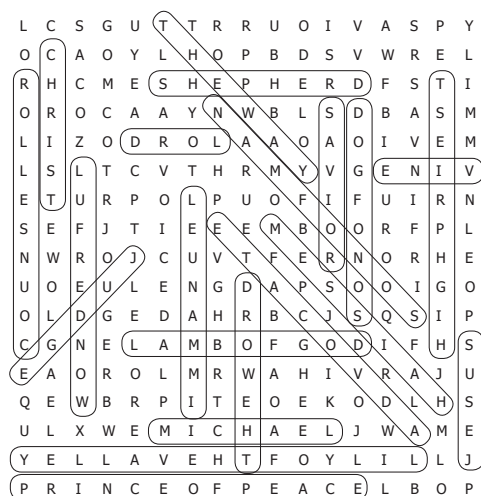 L C S G U T T R R U O I V A S P Y
O C A O Y L H O P B D S V W R E L
R H C M E S H E P H E R D F S T I
O R O C A A Y N W B L S D B A S M
L I Z O D R O L A A O A O I V E M
L S L T C V T H R M Y V G E N I V
E T U R P O L P U O F I F U I R N
S E F J T I E E E M B O O R F P L
N W R O J C U V T F E R N O R H E
U O E U L E N G D A P S O O I G O
O L D G E D A H R B C J S Q S I P
C G N E L A M B O F G O D I F H S
E A O R O L M R W A H I V R A J U
Q E W B R P I T E O E K O D L H S
U L X W E M I C H A E L J W A M E
Y E L L A V E H T F O Y L I L L J
P R I N C E O F P E A C E L B O P